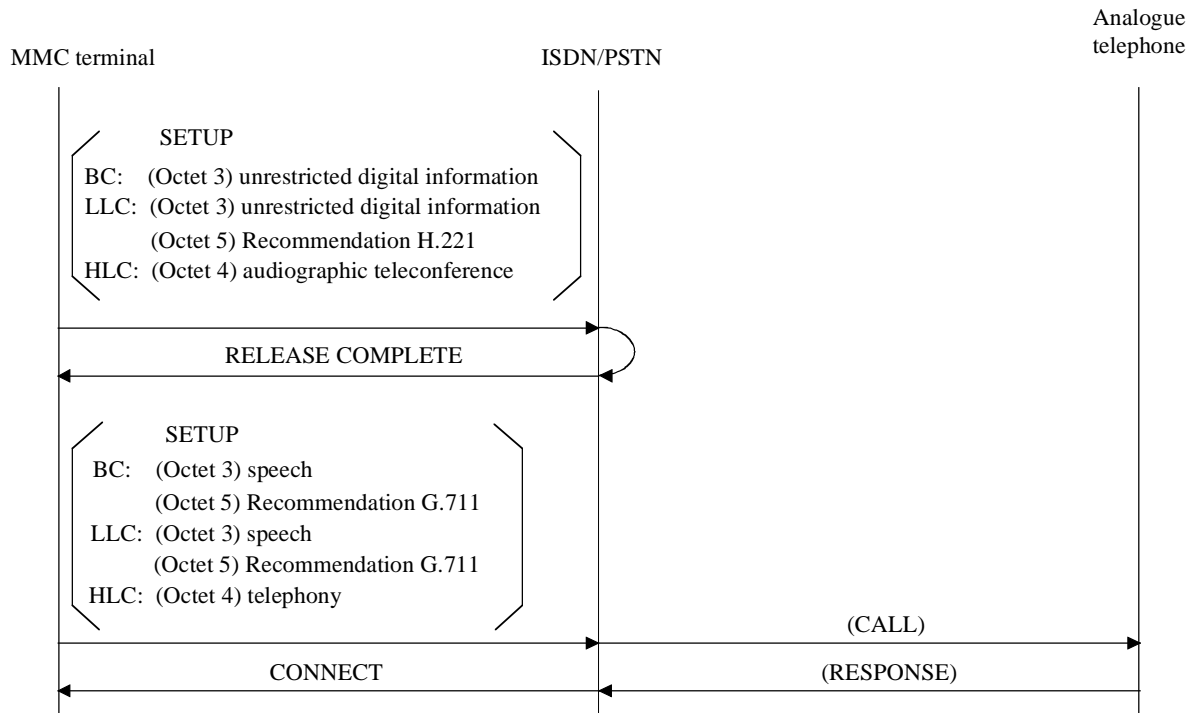 Analogue
telephone
MMC terminal
ISDN/PSTN
SETUP
BC: (Octet 3) unrestricted digital information
LLC: (Octet 3) unrestricted digital information
(Octet 5) Recommendation H.221
HLC: (Octet 4) audiographic teleconference
RELEASE COMPLETE
SETUP
BC: (Octet 3) speech
(Octet 5) Recommendation G.711
LLC: (Octet 3) speech
(Octet 5) Recommendation G.711
HLC: (Octet 4) telephony
(CALL)
CONNECT
(RESPONSE)